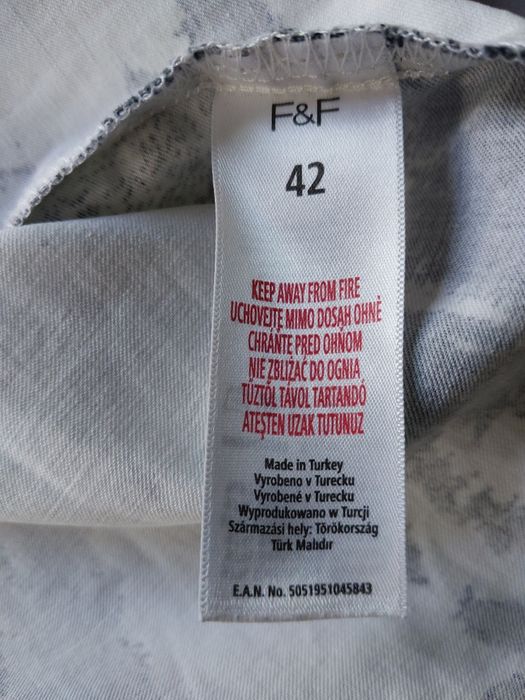 F&F
42
KEEP AWAY FROM FIRE
UCHOVEJTE MIMO DOSAH OHNĚ
CHRÁŇTE PRED OHŇOM
NIE ZBLIŻAĆ DO OGNIA
TŰZTŐL TÁVOL TARTANDÓ
ATEŞTEN UZAK TUTUNUZ
Made in Turkey
Vyrobeno v Turecku
Vyrobené v Turecku
Wyprodukowano w Turcji
Származási hely: Törökország
Türk Malıdır
E.A.N. No. 5051951045843